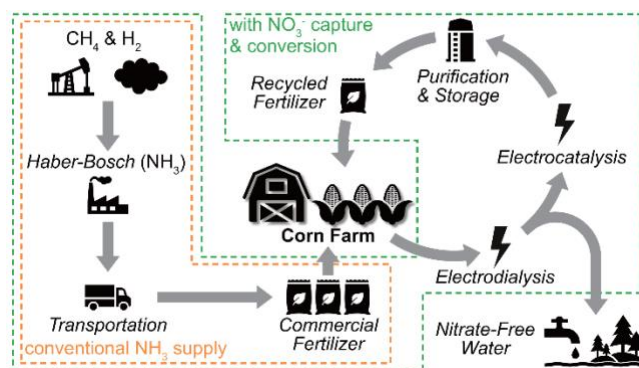 CH₄ & H₂
Haber-Bosch (NH₃)
Transportation
conventional NH₃ supply
Commercial
Fertilizer
with NO₃⁻ capture
& conversion
Recycled
Fertilizer
Corn Farm
Purification
& Storage
Electrocatalysis
Electrodialysis
Nitrate-Free
Water